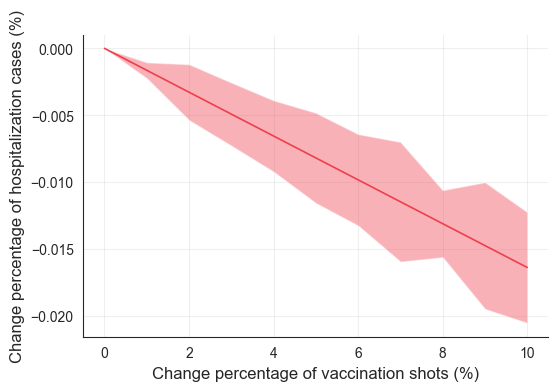 Change percentage of hospitalization cases (%)
0.000
−0.005
−0.010
−0.015
−0.020
0 2 4 6 8 10
Change percentage of vaccination shots (%)